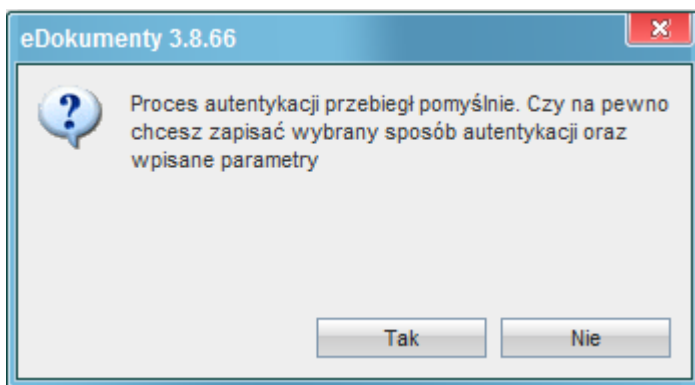 eDokumenty 3.8.66
Proces autentykacji przebiegł pomyślnie. Czy na pewno
chcesz zapisać wybrany sposób autentykacji oraz
wpisane parametry
Tak
Nie